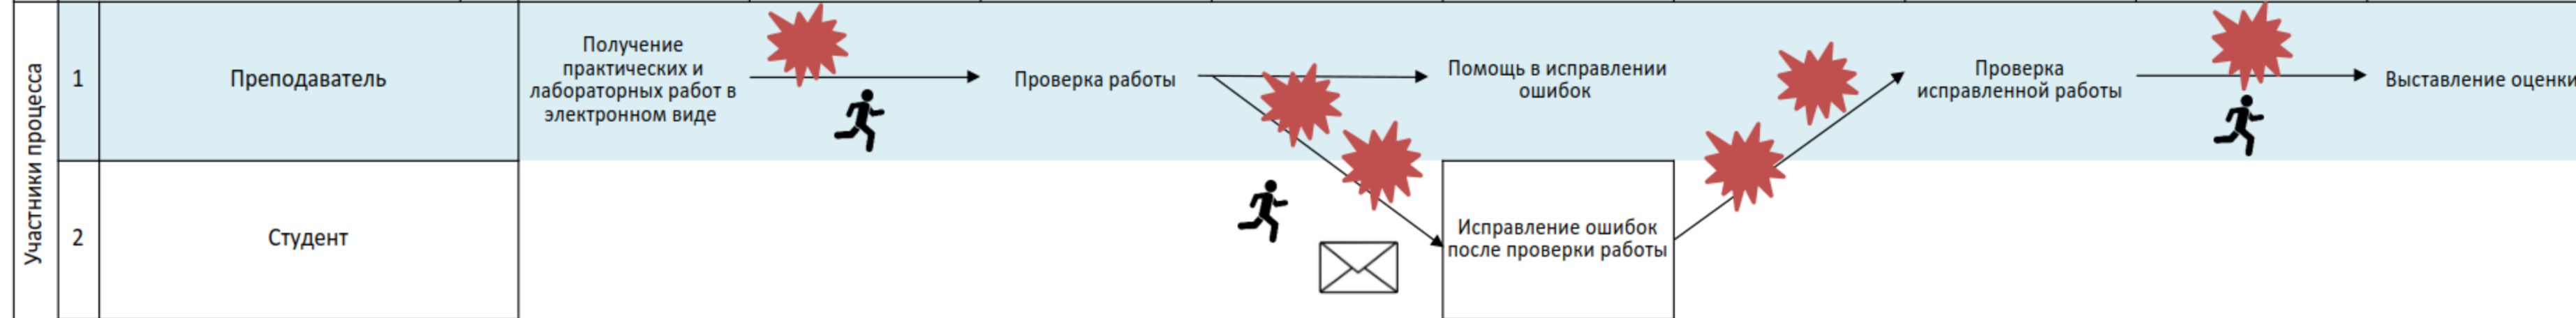 Участники процесса
1
Преподаватель
Получение
практических и
лабораторных работ в
электронном виде
Проверка работы
Помощь в исправлении
ошибок
Проверка
исправленной работы
Выставление оценки
2
Студент
Исправление ошибок
после проверки работы